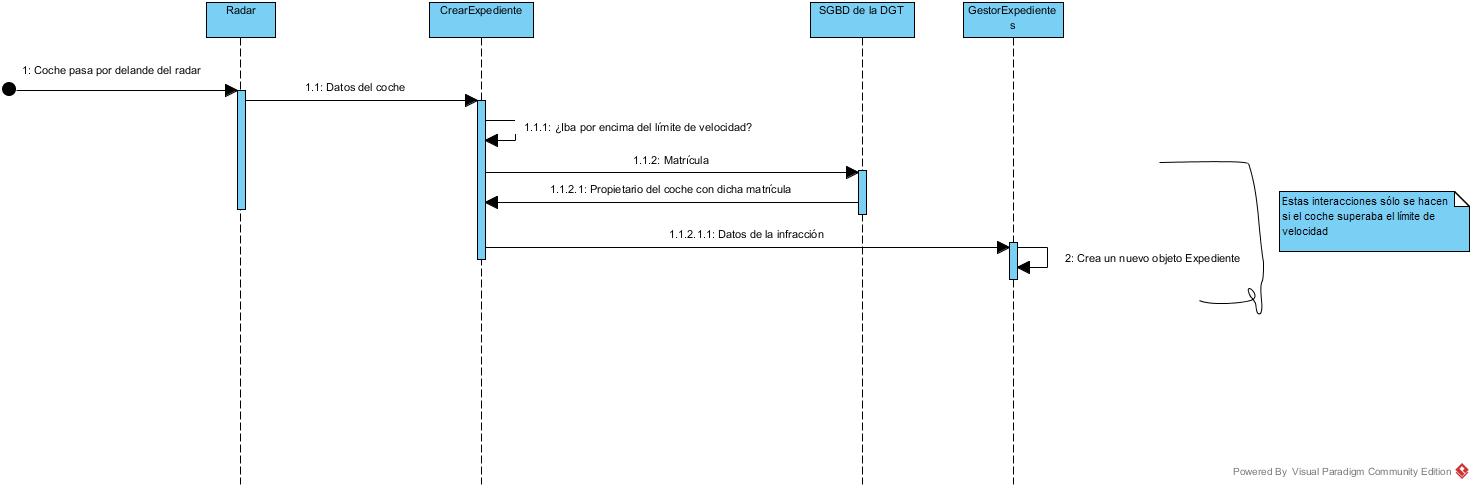 Radar
CrearExpediente
SGBD de la DGT
GestorExpediente
s
1: Coche pasa por delande del radar
1.1: Datos del coche
1.1.1: ¿Iba por encima del límite de velocidad?
1.1.2: Matrícula
1.1.2.1: Propietario del coche con dicha matrícula
1.1.2.1.1: Datos de la infracción
2: Crea un nuevo objeto Expediente
Estas interacciones sólo se hacen
si el coche superaba el límite de
velocidad
Powered By Visual Paradigm Community Edition